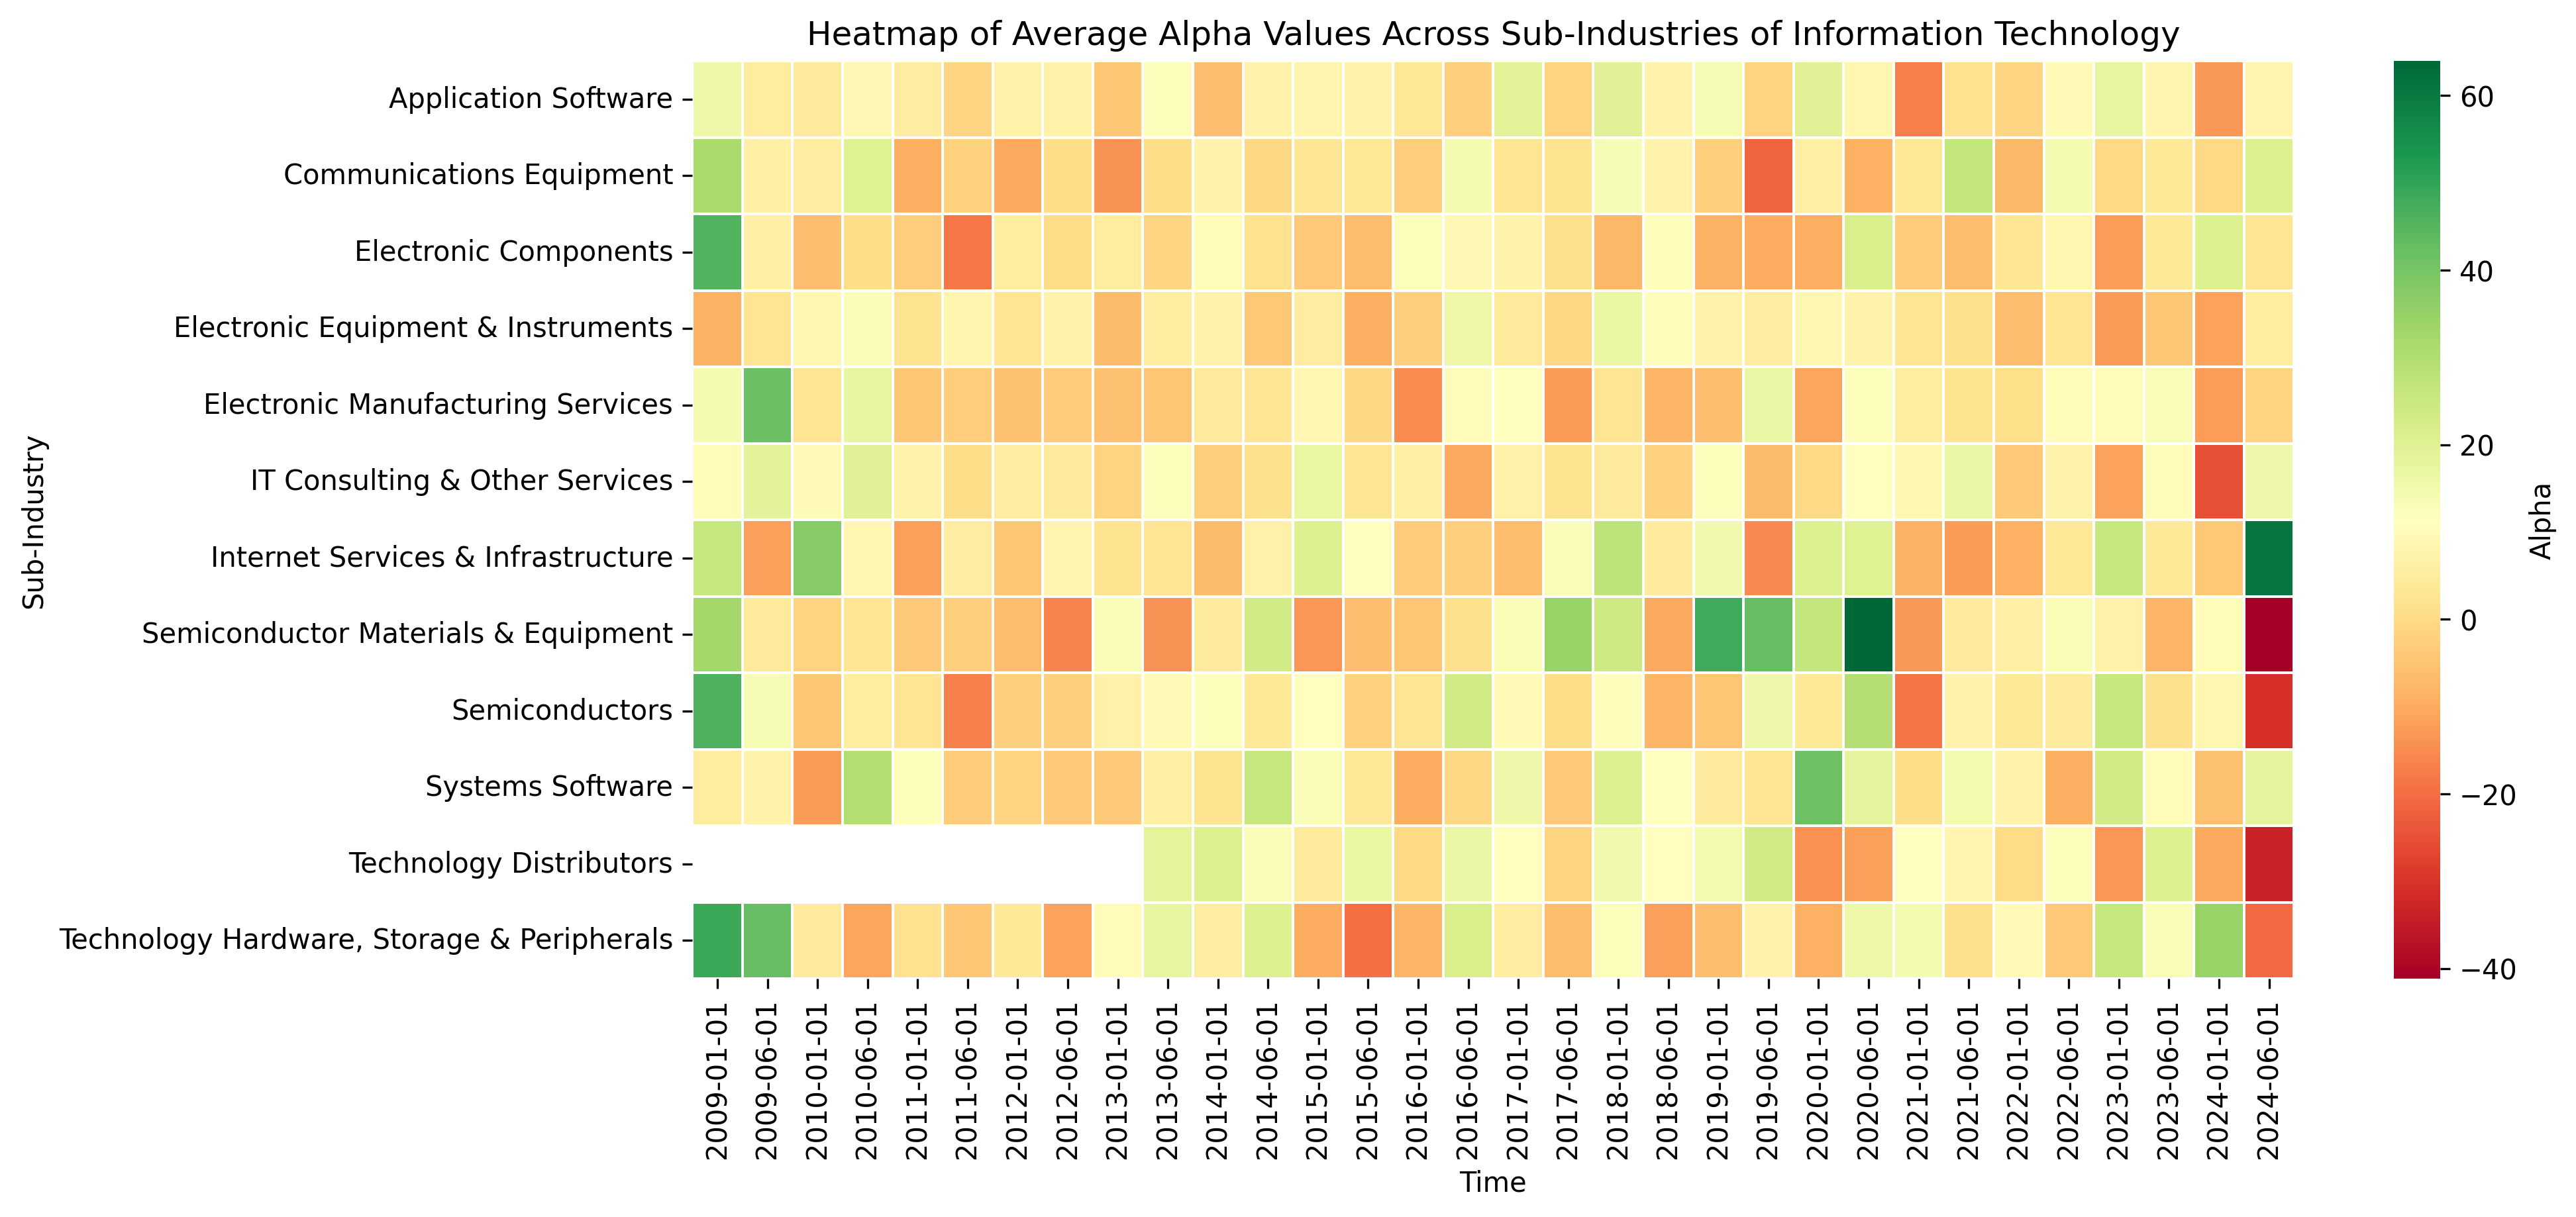 Heatmap of Average Alpha Values Across Sub-Industries of Information Technology
Sub-Industry
Application Software
Communications Equipment
Electronic Components
Electronic Equipment & Instruments
Electronic Manufacturing Services
IT Consulting & Other Services
Internet Services & Infrastructure
Semiconductor Materials & Equipment
Semiconductors
Systems Software
Technology Distributors
Technology Hardware, Storage & Peripherals
2009-01-01
2009-06-01
2010-01-01
2010-06-01
2011-01-01
2011-06-01
2012-01-01
2012-06-01
2013-01-01
2013-06-01
2014-01-01
2014-06-01
2015-01-01
2015-06-01
2016-01-01
2016-06-01
2017-01-01
2017-06-01
2018-01-01
2018-06-01
2019-01-01
2019-06-01
2020-01-01
2020-06-01
2021-01-01
2021-06-01
2022-01-01
2022-06-01
2023-01-01
2023-06-01
2024-01-01
2024-06-01
Time
60
40
20
0
−20
−40
Alpha